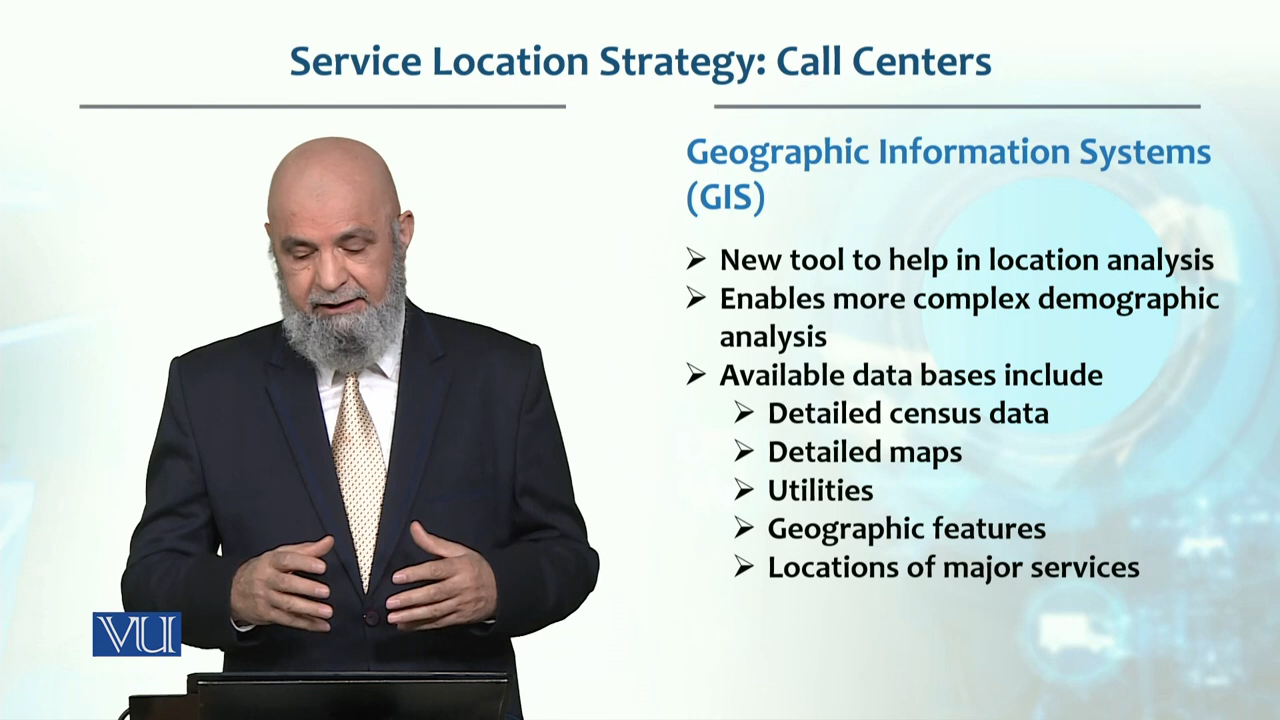 Service Location Strategy: Call Centers
Geographic Information Systems
(GIS)
➢ New tool to help in location analysis
➢ Enables more complex demographic
analysis
➢ Available data bases include
➢ Detailed census data
➢ Detailed maps
➢ Utilities
➢ Geographic features
➢ Locations of major services
VU